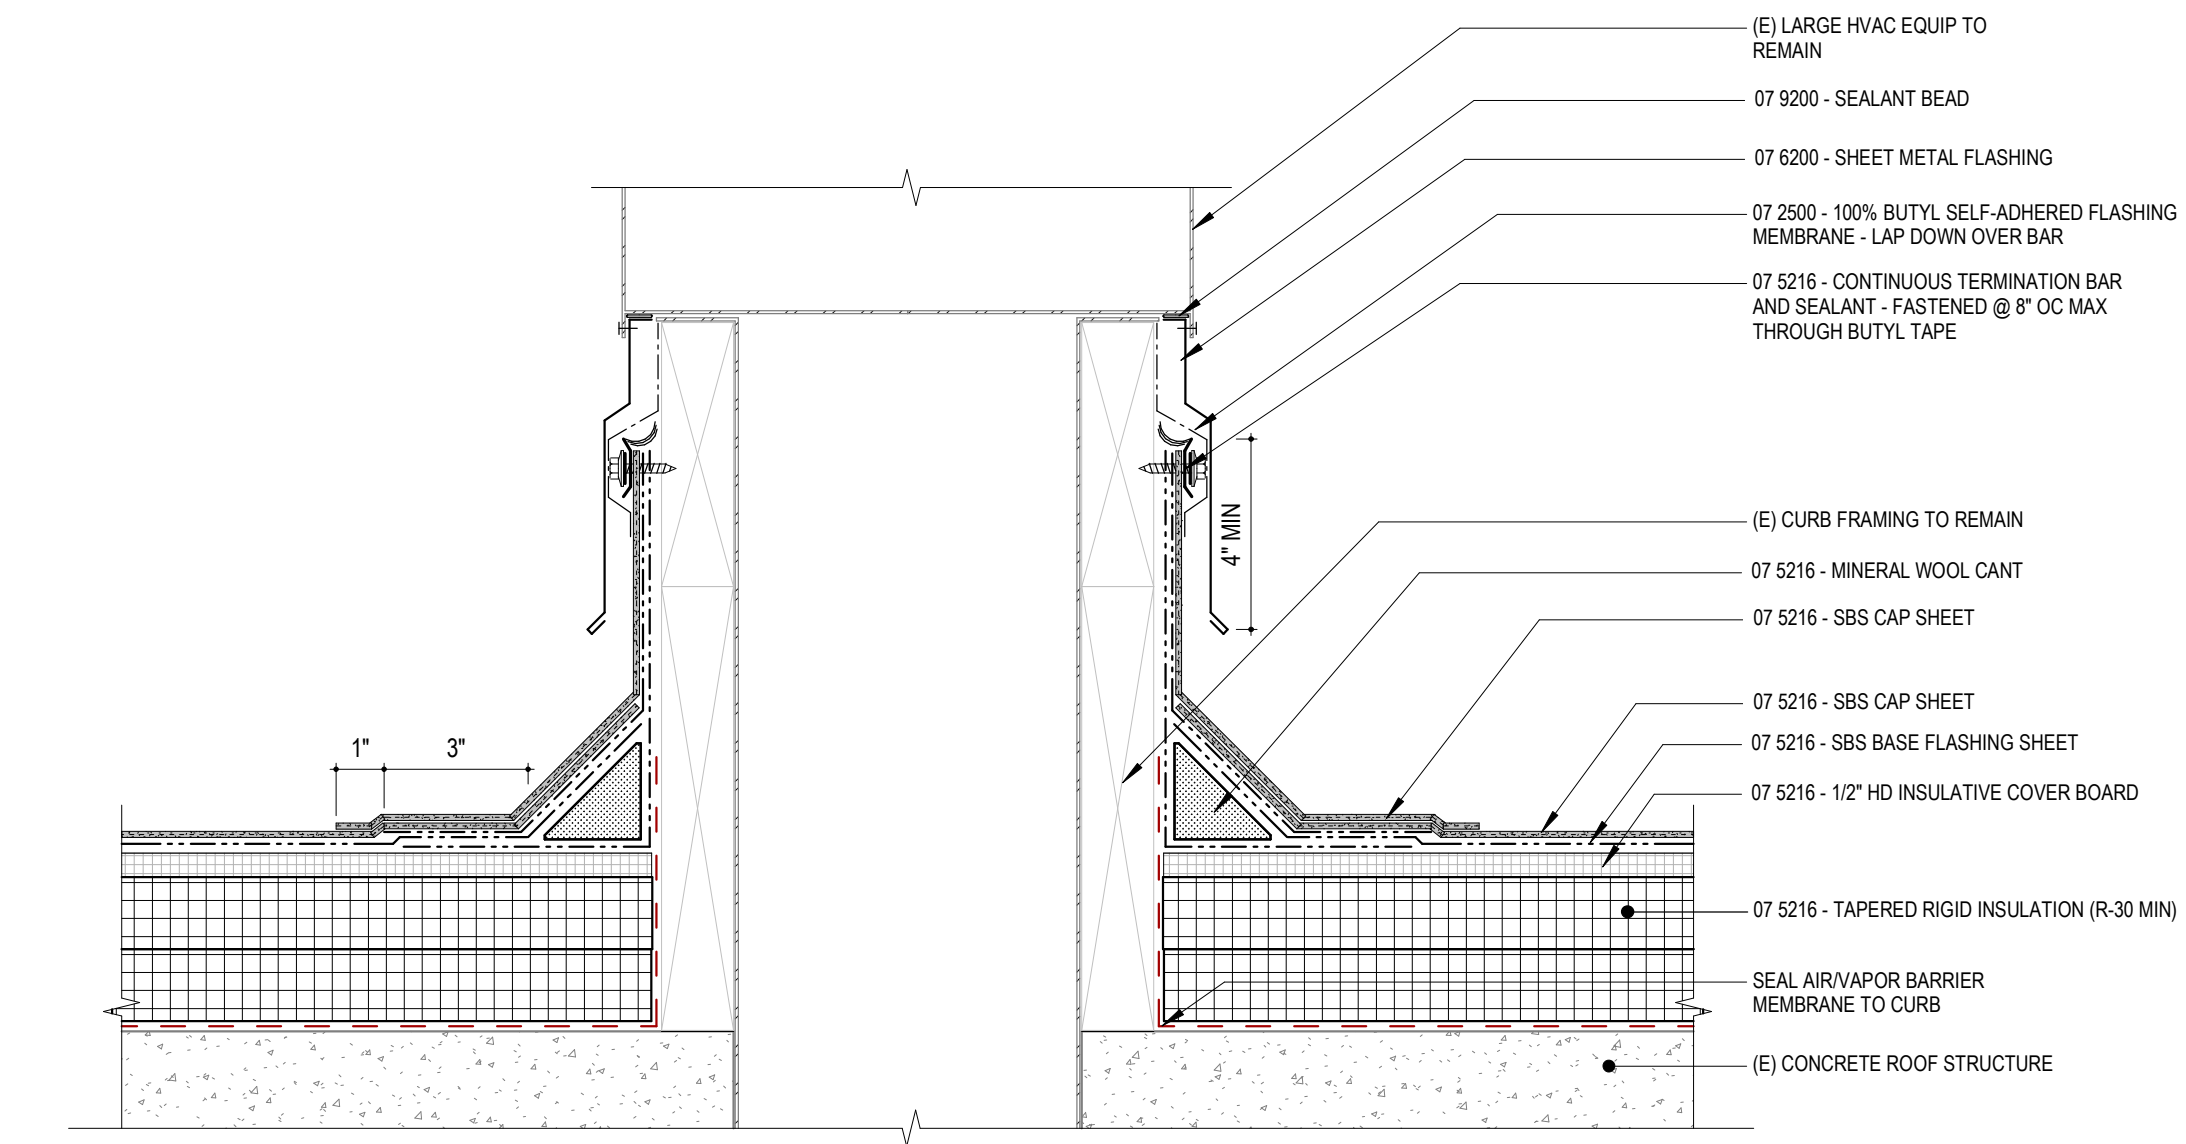 (E) LARGE HVAC EQUIP TO
REMAIN
07 9200 - SEALANT BEAD
07 6200 - SHEET METAL FLASHING
07 2500 - 100% BUTYL SELF-ADHERED FLASHING
MEMBRANE - LAP DOWN OVER BAR
07 5216 - CONTINUOUS TERMINATION BAR
AND SEALANT - FASTENED @ 8" OC MAX
THROUGH BUTYL TAPE
4" MIN
(E) CURB FRAMING TO REMAIN
07 5216 - MINERAL WOOL CANT
07 5216 - SBS CAP SHEET
07 5216 - SBS CAP SHEET
1" 3"
07 5216 - SBS BASE FLASHING SHEET
07 5216 - 1/2" HD INSULATIVE COVER BOARD
07 5216 - TAPERED RIGID INSULATION (R-30 MIN)
SEAL AIR/VAPOR BARRIER
MEMBRANE TO CURB
(E) CONCRETE ROOF STRUCTURE